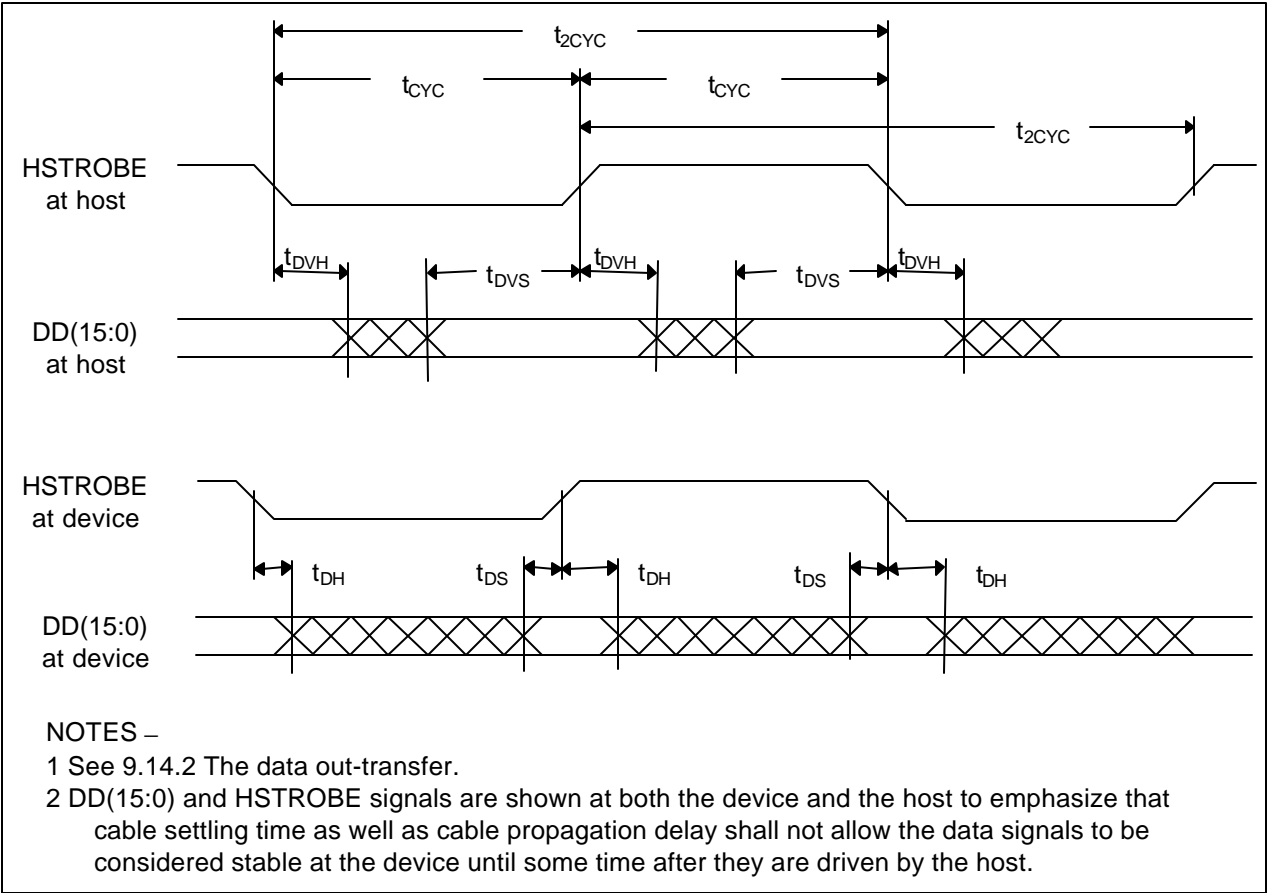 t2CYC
tCYC tCYC
t2CYC
HSTROBE
at host
tDVH tDVS tDVH tDVS tDVH
DD(15:0)
at host
HSTROBE
at device
tDH tDS tDH tDS tDH
DD(15:0)
at device
NOTES –
1 See 9.14.2 The data out-transfer.
2 DD(15:0) and HSTROBE signals are shown at both the device and the host to emphasize that
cable settling time as well as cable propagation delay shall not allow the data signals to be
considered stable at the device until some time after they are driven by the host.